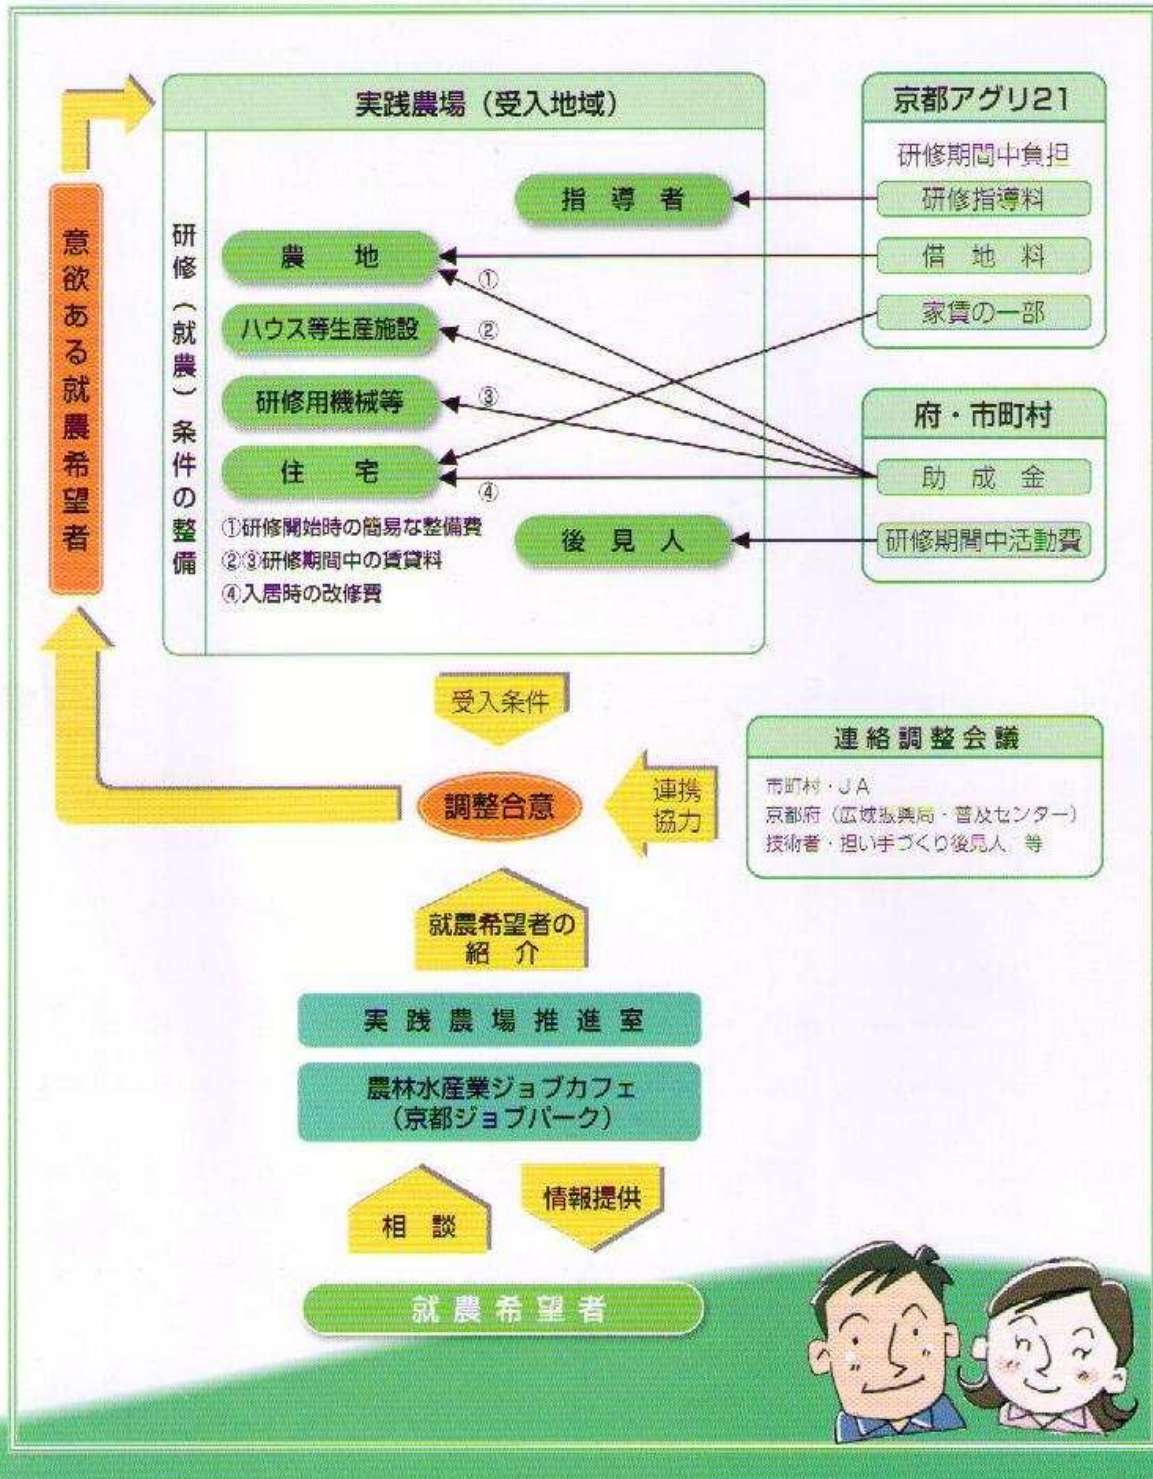 実践農場（受入地域）
研修（就農）条件の整備
指導者
農地
①
ハウス等生産施設
②
研修用機械等
③
住宅
④
①研修開始時の簡易な整備費
②③研修期間中の賃貸料
④入居時の改修費
後見人
京都アグリ21
研修期間中負担
研修指導料
借地料
家賃の一部
府・市町村
助成金
研修期間中活動費
意欲ある就農希望者
受入条件
調整合意
連携
協力
連絡調整会議
市町村・JA
京都府（広域振興局・普及センター）
技術者・担い手づくり後見人 等
就農希望者の
紹介
実践農場推進室
農林水産業ジョブカフェ
（京都ジョブパーク）
相談
情報提供
就農希望者